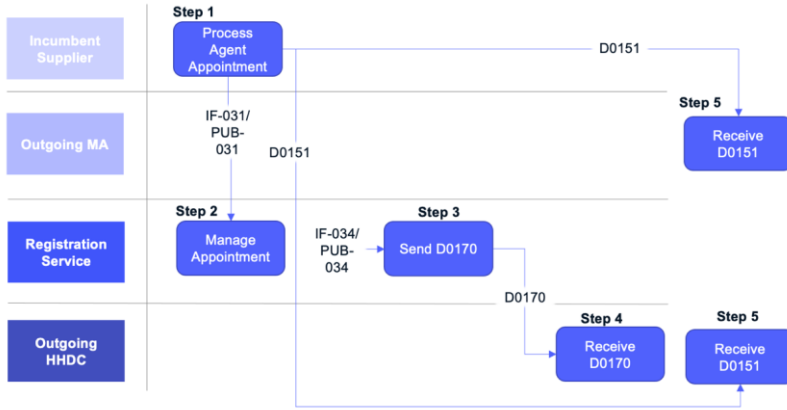 Step 1
Incumbent
Supplier
Process
Agent
Appointment
D0151
IF-031/
PUB-
031
D0151
Step 5
Outgoing MA
Receive
D0151
Step 2
Step 3
Registration
Service
Manage
Appointment
IF-034/
PUB-
034
Send D0170
D0170
Step 4
Step 5
Outgoing
HHDC
Receive
D0170
Receive
D0151